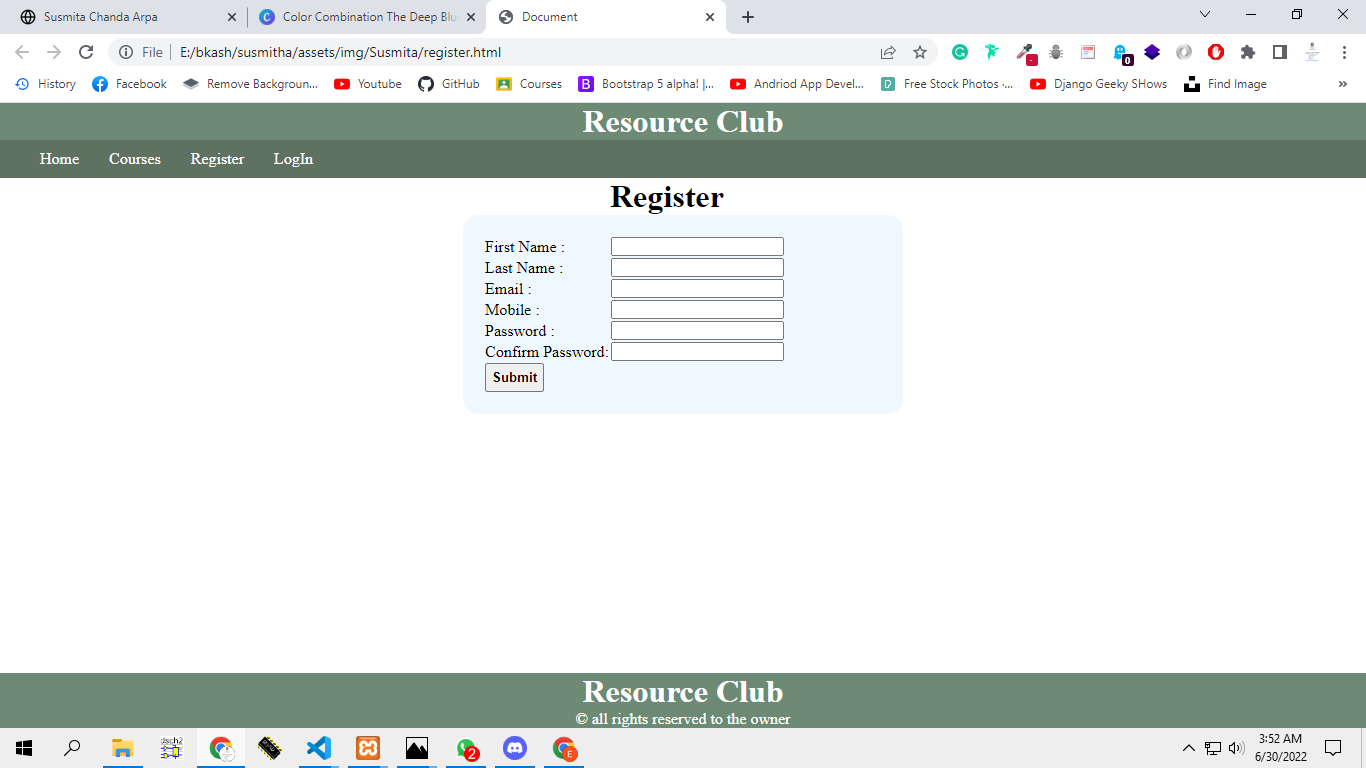 Susmita Chanda Arpa
Color Combination The Deep Blu
Document
File E:/bkash/susmitha/assets/img/Susmita/register.html
0
History Facebook Remove Backgroun... Youtube GitHub Courses Bootstrap 5 alpha! |... Andriod App Devel... Free Stock Photos ·... Django Geeky SHows Find Image »
Resource Club
Home Courses Register LogIn
Register
First Name :
Last Name :
Email :
Mobile :
Password :
Confirm Password:
Submit
Resource Club
© all rights reserved to the owner
dsch2
2
E
3:52 AM
6/30/2022